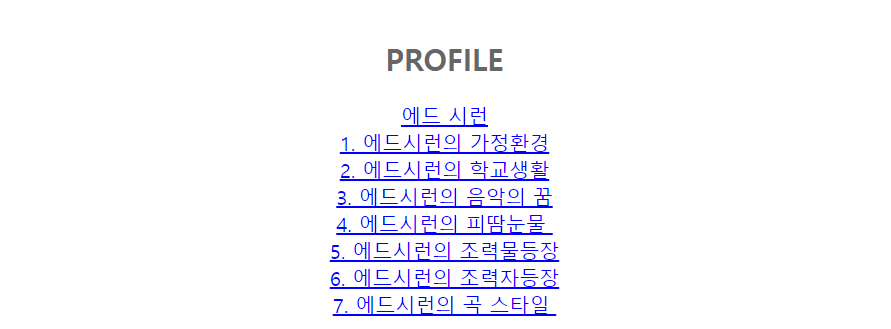 PROFILE
에드 시런
1. 에드시런의 가정환경
2. 에드시런의 학교생활
3. 에드시런의 음악의 꿈
4. 에드시런의 피땀눈물
5. 에드시런의 조력물등장
6. 에드시런의 조력자등장
7. 에드시런의 곡 스타일